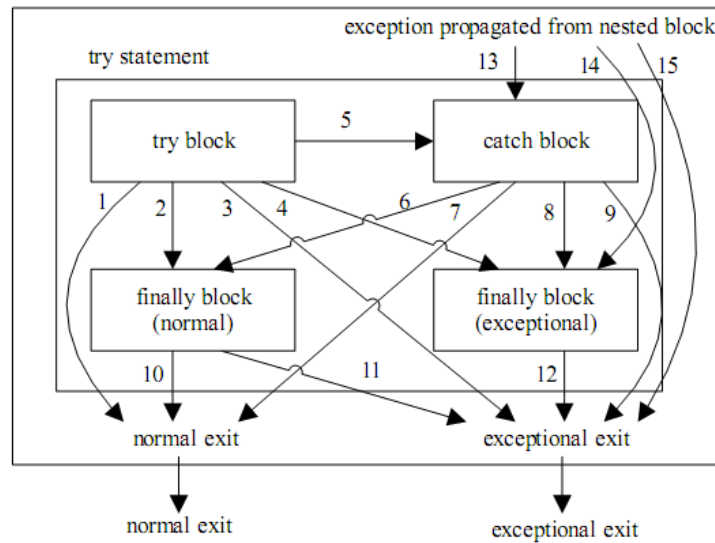 exception propagated from nested block
try statement
13
14
15
try block
5
catch block
1
2
3
4
6
7
8
9
finally block
(normal)
finally block
(exceptional)
10
11
12
normal exit
exceptional exit
normal exit
exceptional exit